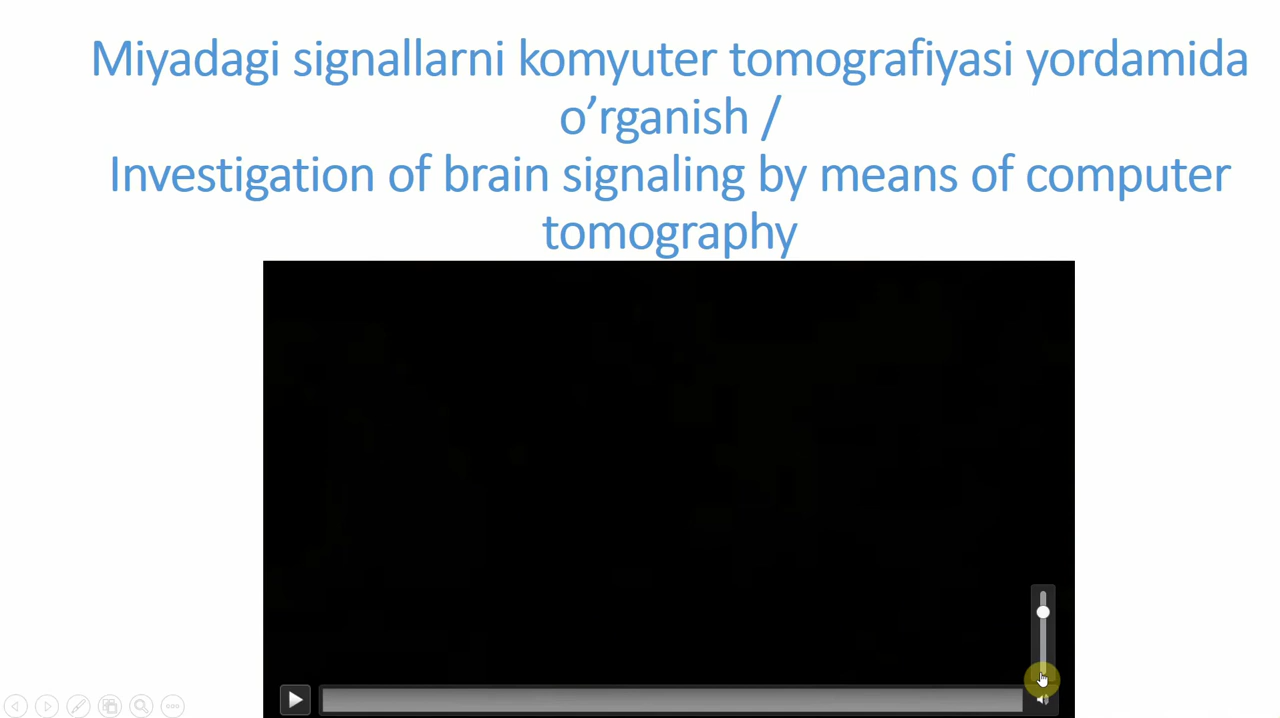 Miyadagi signallarni komyuter tomografiyasi yordamida
o’rganish /
Investigation of brain signaling by means of computer
tomography